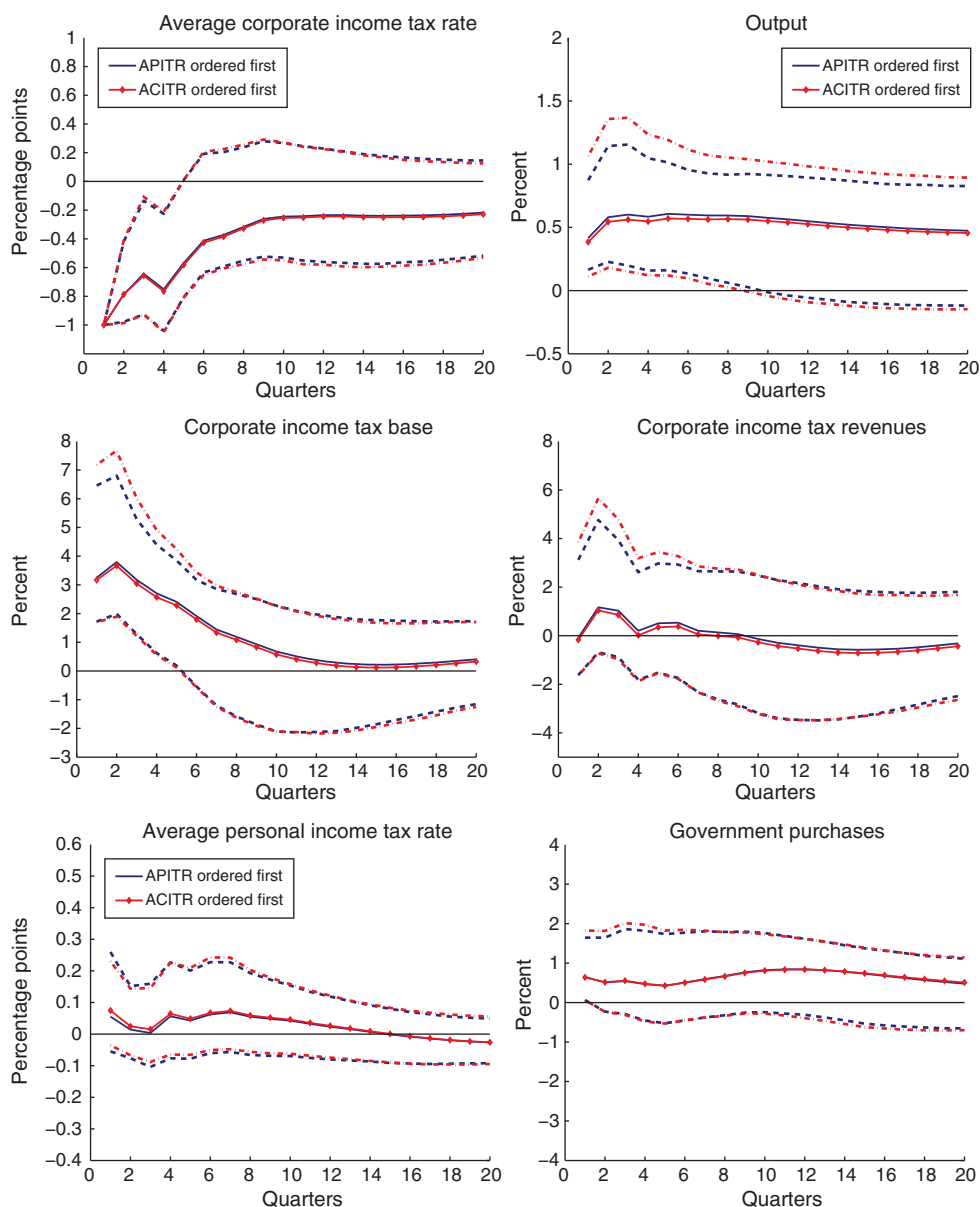 Average corporate income tax rate
Percentage points
1
0.8
0.6
0.4
0.2
0
−0.2
−0.4
−0.6
−0.8
−1
APITR ordered first
ACITR ordered first
0 2 4 6 8 10 12 14 16 18 20
Quarters
Output
Percent
2
1.5
1
0.5
0
−0.5
APITR ordered first
ACITR ordered first
0 2 4 6 8 10 12 14 16 18 20
Quarters
Corporate income tax base
Percent
8
7
6
5
4
3
2
1
0
−1
−2
−3
0 2 4 6 8 10 12 14 16 18 20
Quarters
Corporate income tax revenues
Percent
8
6
4
2
0
−2
−4
0 2 4 6 8 10 12 14 16 18 20
Quarters
Average personal income tax rate
Percentage points
0.6
0.5
0.4
0.3
0.2
0.1
0
−0.1
−0.2
−0.3
−0.4
APITR ordered first
ACITR ordered first
0 2 4 6 8 10 12 14 16 18 20
Quarters
Government purchases
Percent
4
3
2
1
0
−1
−2
−3
−4
0 2 4 6 8 10 12 14 16 18 20
Quarters